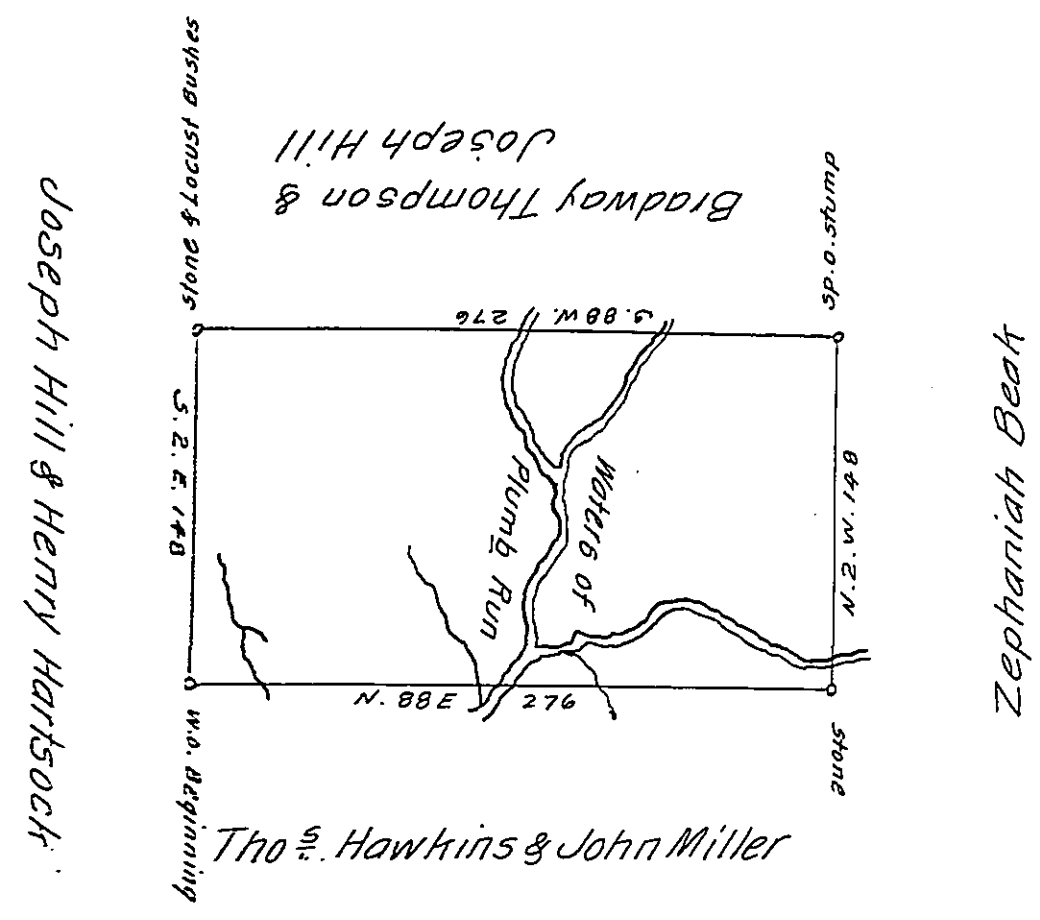 Stone & Locust Bushes
Bradway Thompson &
Joseph Hill
sp.o.stump
Joseph Hill & Henry Hartsock
S. 88 W. 276
S. 2. E. 148
Waters of
Plumb Run
N. 2. W. 148
Zephaniah Beak
N. 88 E 276
W.O. Beginning
stone
Thos. Hawkins & John Miller